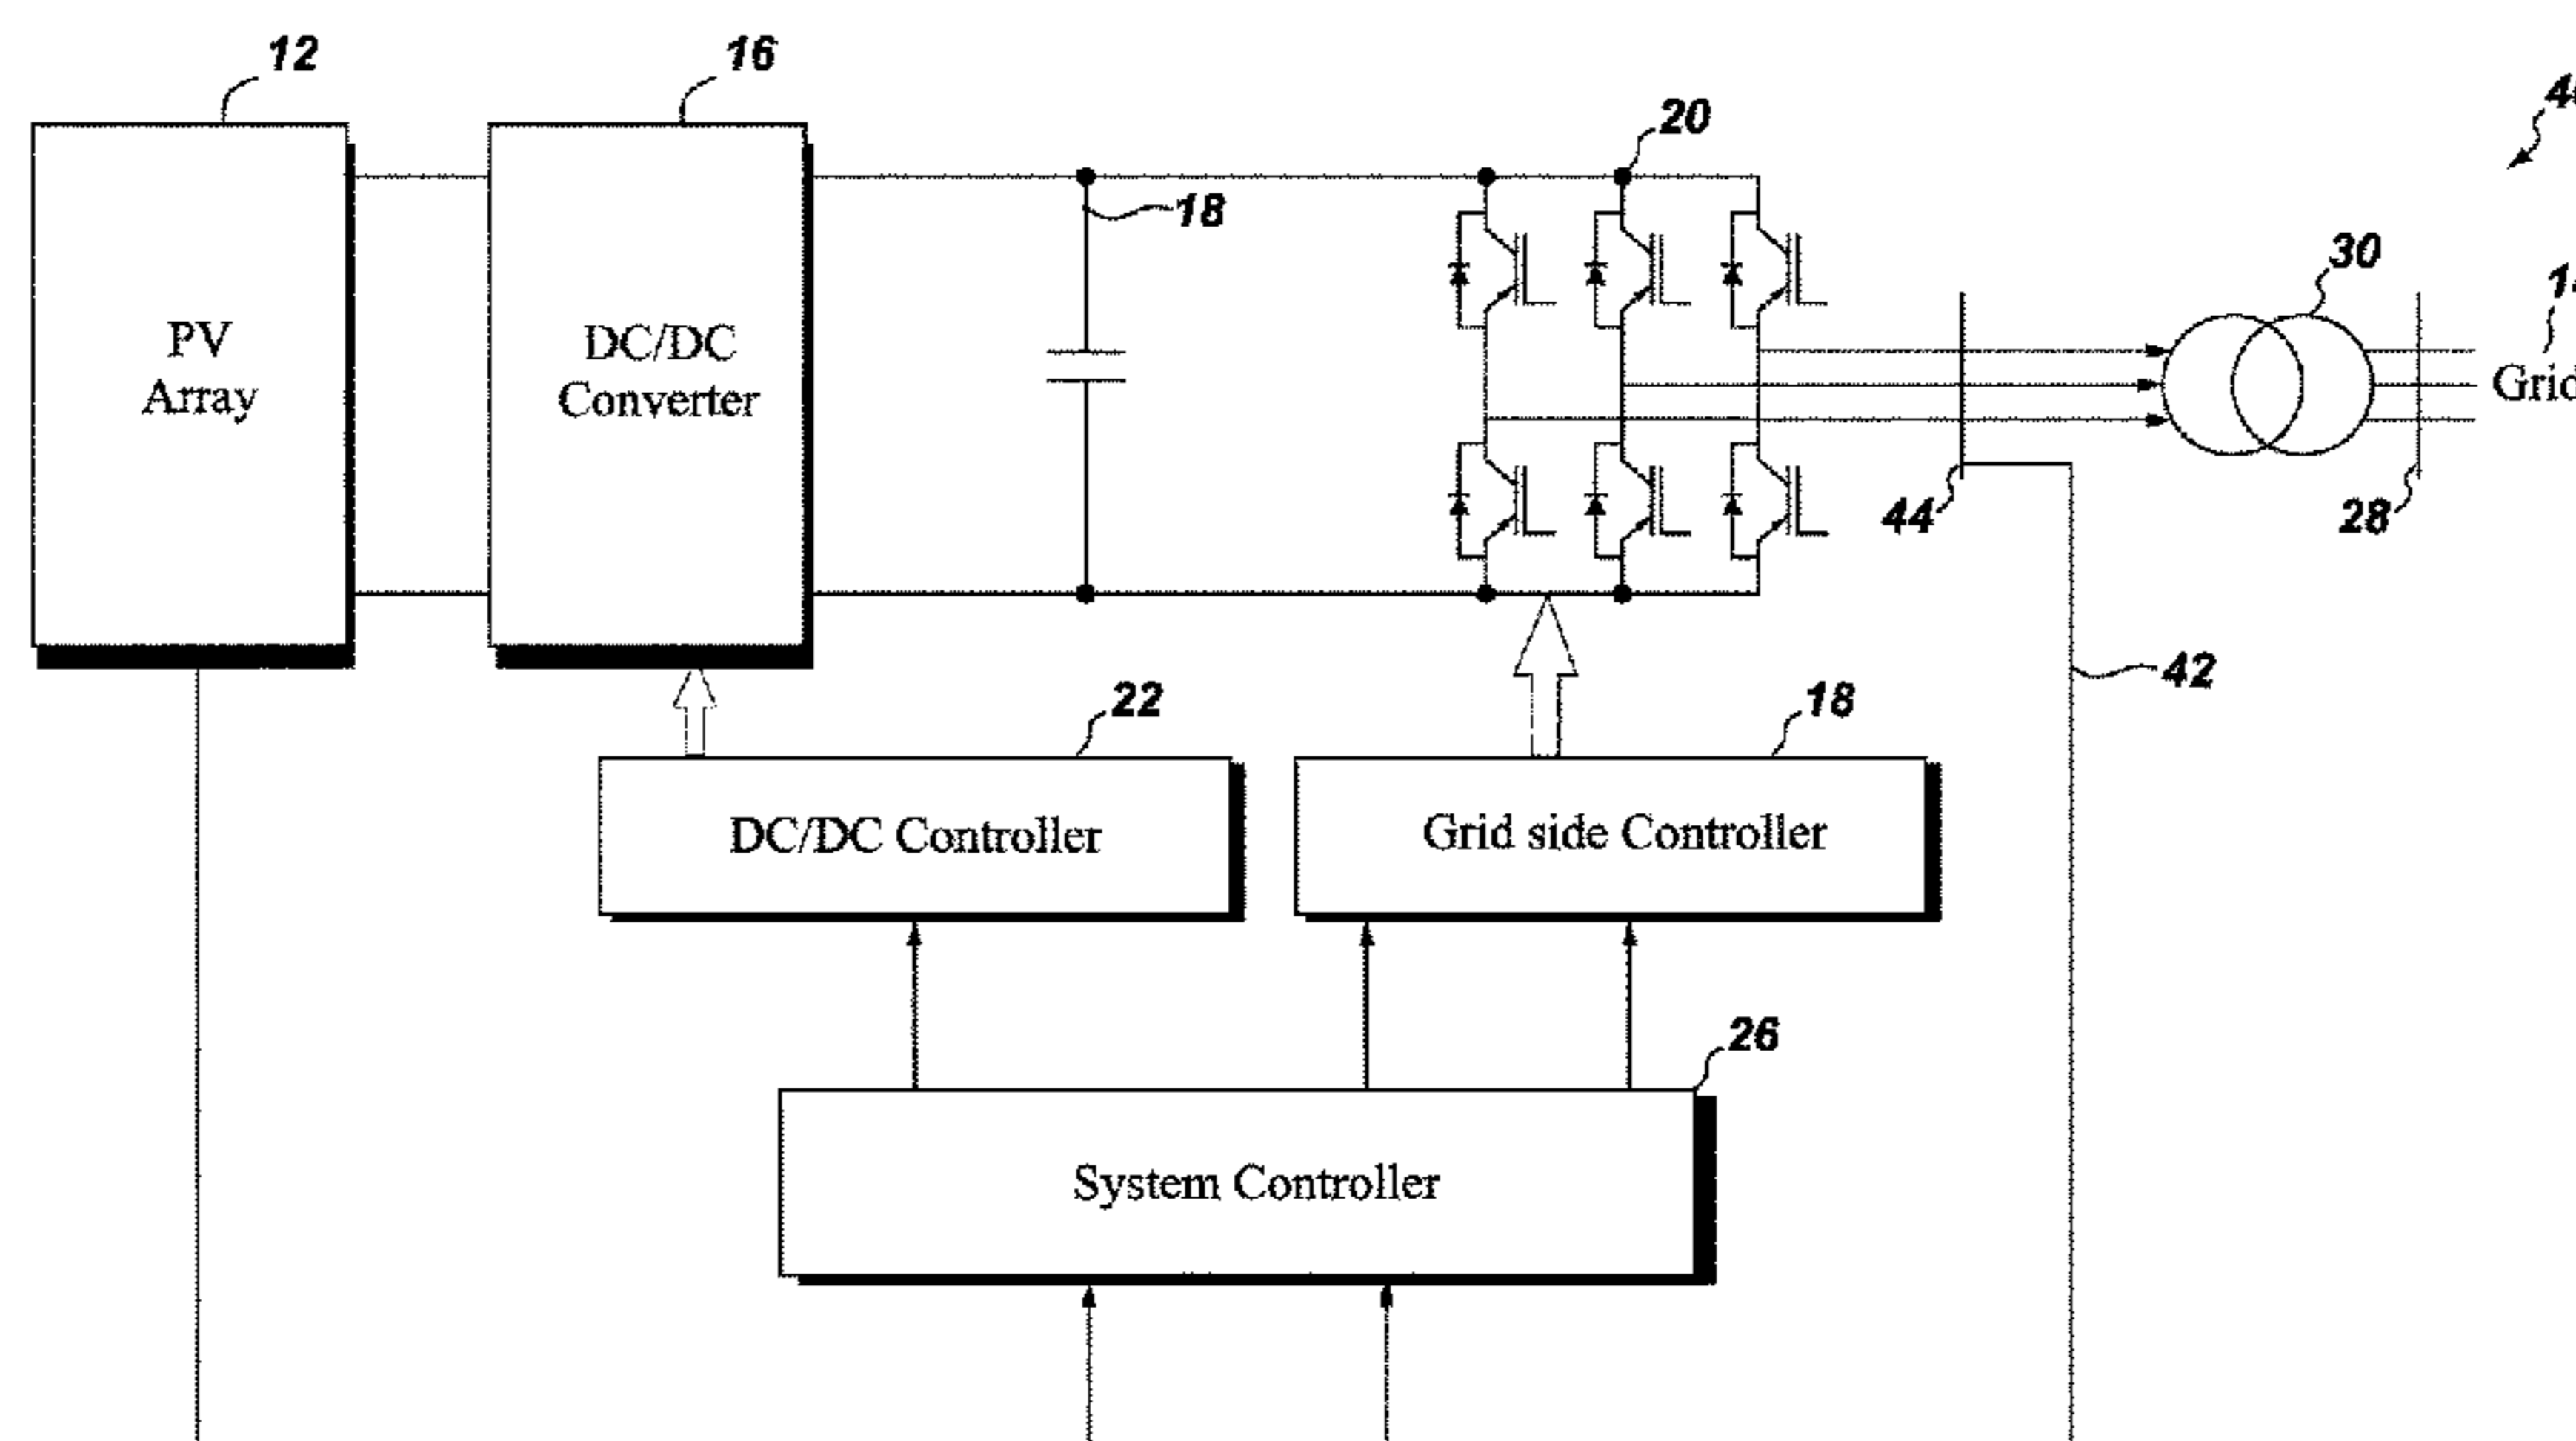 12
16
20
18
30
PV
Array
DC/DC
Converter
Grid
44
28
42
22
18
DC/DC Controller
Grid side Controller
26
System Controller